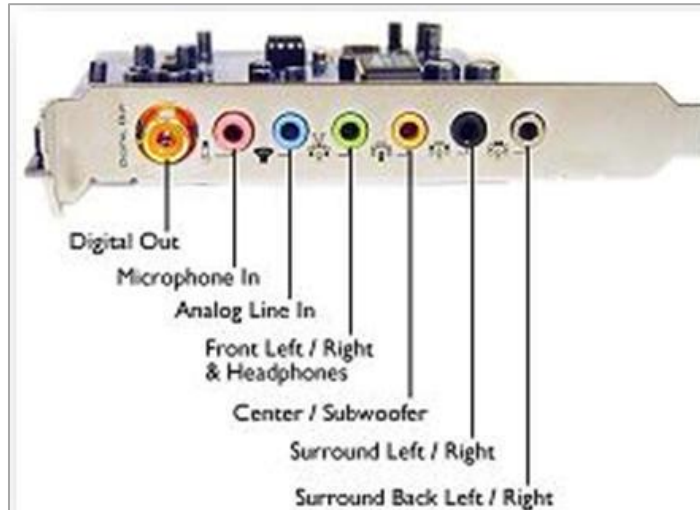 Digital Out
Microphone In
Analog Line In
Front Left / Right
& Headphones
Center / Subwoofer
Surround Left / Right
Surround Back Left / Right